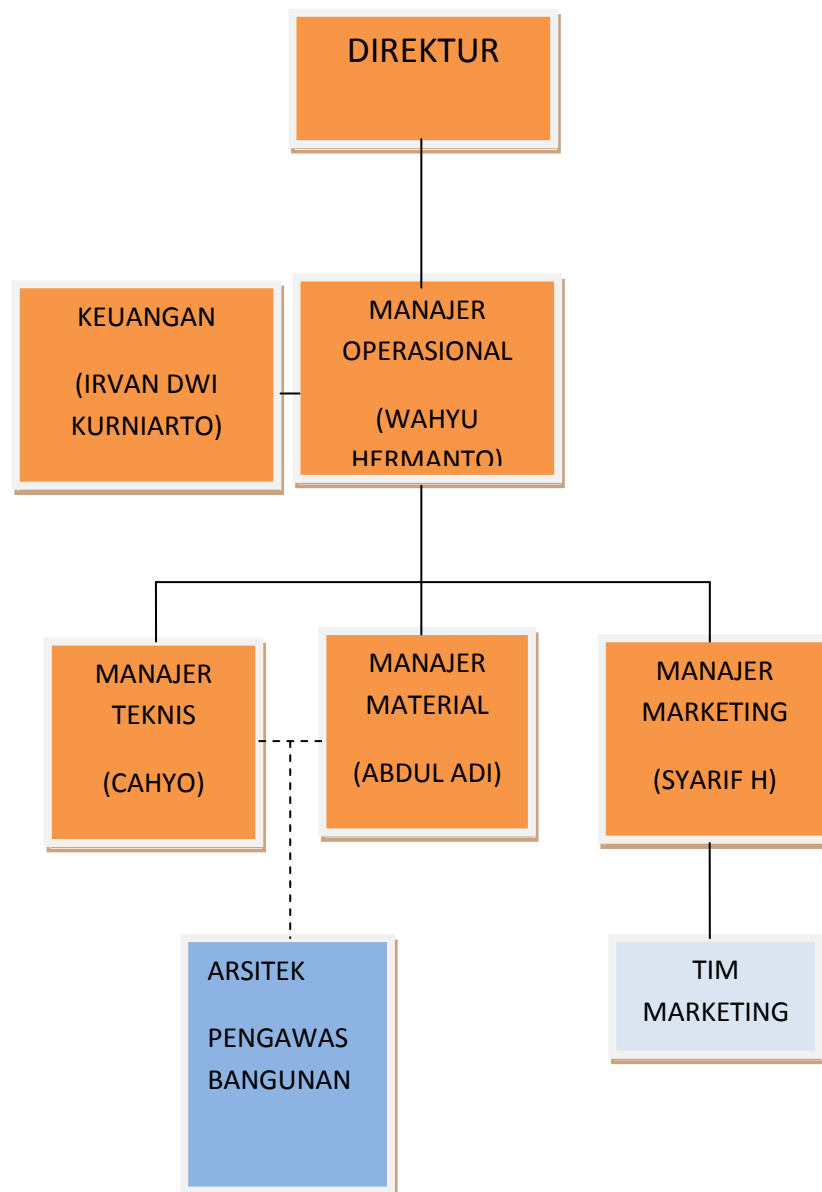 DIREKTUR
KEUANGAN
(IRVAN DWI
KURNIARTO)
MANAJER
OPERASIONAL
(WAHYU
HERMANTO)
MANAJER
TEKNIS
(CAHYO)
MANAJER
MATERIAL
(ABDUL ADI)
MANAJER
MARKETING
(SYARIF H)
ARSITEK
PENGAWAS
BANGUNAN
TIM
MARKETING